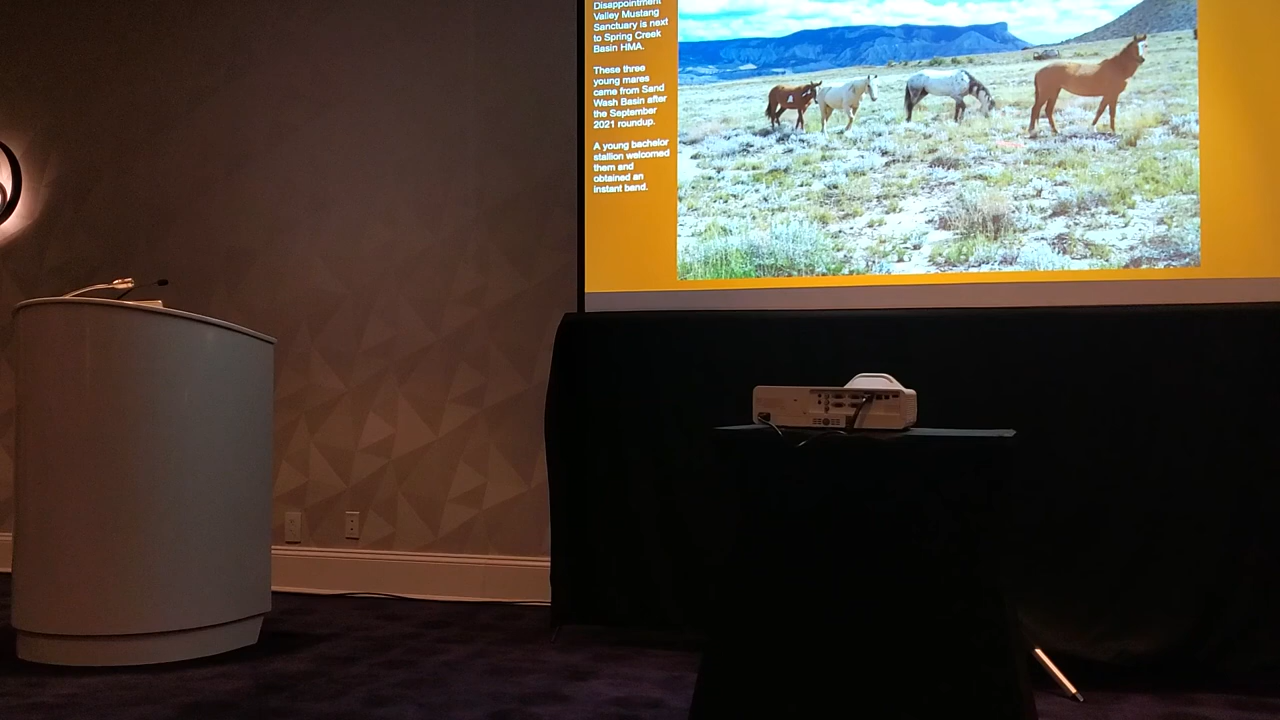 Disappointment
Valley Mustang
Sanctuary is next
to Spring Creek
Basin HMA.
These three
young mares
came from Sand
Wash Basin after
the September
2021 roundup.
A young bachelor
stallion welcomed
them and
obtained an
instant band.